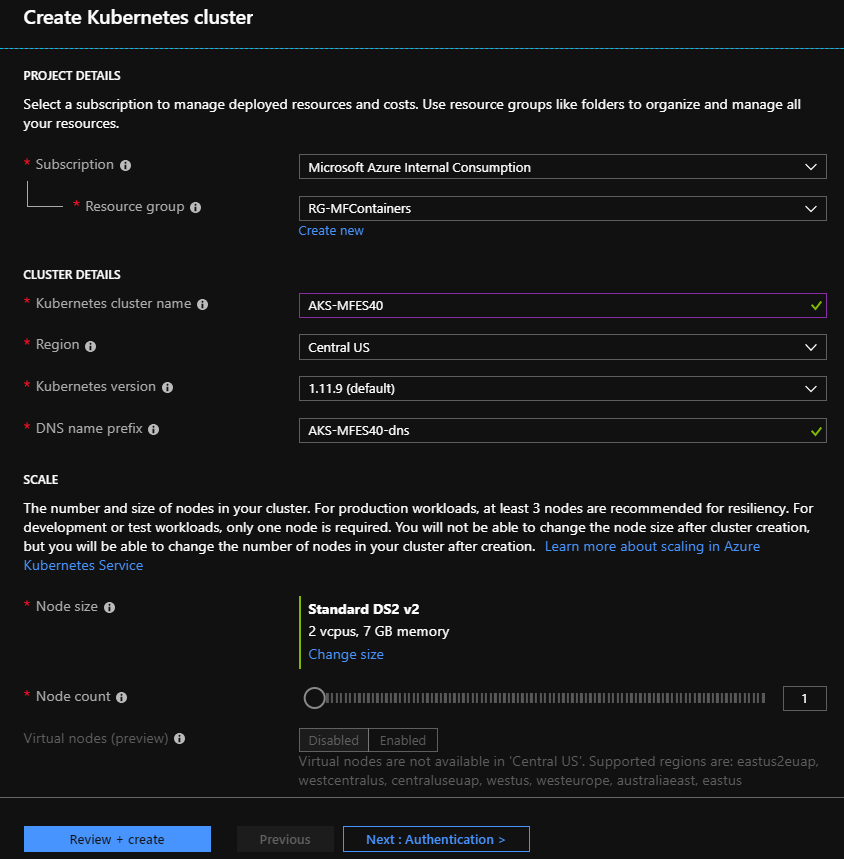 Create Kubernetes cluster
PROJECT DETAILS
Select a subscription to manage deployed resources and costs. Use resource groups like folders to organize and manage all
your resources.
* Subscription
Microsoft Azure Internal Consumption
* Resource group
RG-MFContainers
Create new
CLUSTER DETAILS
* Kubernetes cluster name
AKS-MFES40
* Region
Central US
* Kubernetes version
1.11.9 (default)
* DNS name prefix
AKS-MFES40-dns
SCALE
The number and size of nodes in your cluster. For production workloads, at least 3 nodes are recommended for resiliency. For
development or test workloads, only one node is required. You will not be able to change the node size after cluster creation,
but you will be able to change the number of nodes in your cluster after creation. Learn more about scaling in Azure
Kubernetes Service
* Node size
Standard DS2 v2
2 vcpus, 7 GB memory
Change size
* Node count
1
Virtual nodes (preview)
Disabled Enabled
Virtual nodes are not available in 'Central US'. Supported regions are: eastus2euap,
westcentralus, centraluseuap, westus, westeurope, australiaeast, eastus
Review + create Previous Next : Authentication >